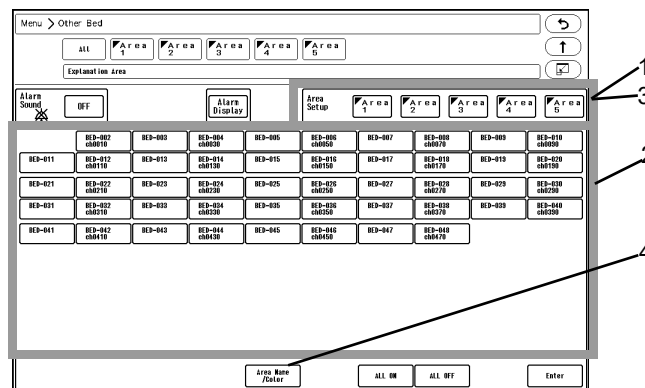 Menu > Other Bed
ALL Area 1 Area 2 Area 3 Area 4 Area 5
Explanation Area
Alarm Sound OFF Alarm Display Area Setup Area 1 Area 2 Area 3 Area 4 Area 5
1
3
BED-002 ch0010 BED-003 BED-004 ch0030 BED-005 BED-006 ch0050 BED-007 BED-008 ch0070 BED-009 BED-010 ch0090
BED-011 BED-012 ch0110 BED-013 BED-014 ch0130 BED-015 BED-016 ch0150 BED-017 BED-018 ch0170 BED-019 BED-020 ch0190
2
BED-021 BED-022 ch0210 BED-023 BED-024 ch0230 BED-025 BED-026 ch0250 BED-027 BED-028 ch0270 BED-029 BED-030 ch0290
BED-031 BED-032 ch0310 BED-033 BED-034 ch0330 BED-035 BED-036 ch0350 BED-037 BED-038 ch0370 BED-039 BED-040 ch0390
BED-041 BED-042 ch0410 BED-043 BED-044 ch0430 BED-045 BED-046 ch0450 BED-047 BED-048 ch0470
4
Area Name /Color ALL ON ALL OFF Enter